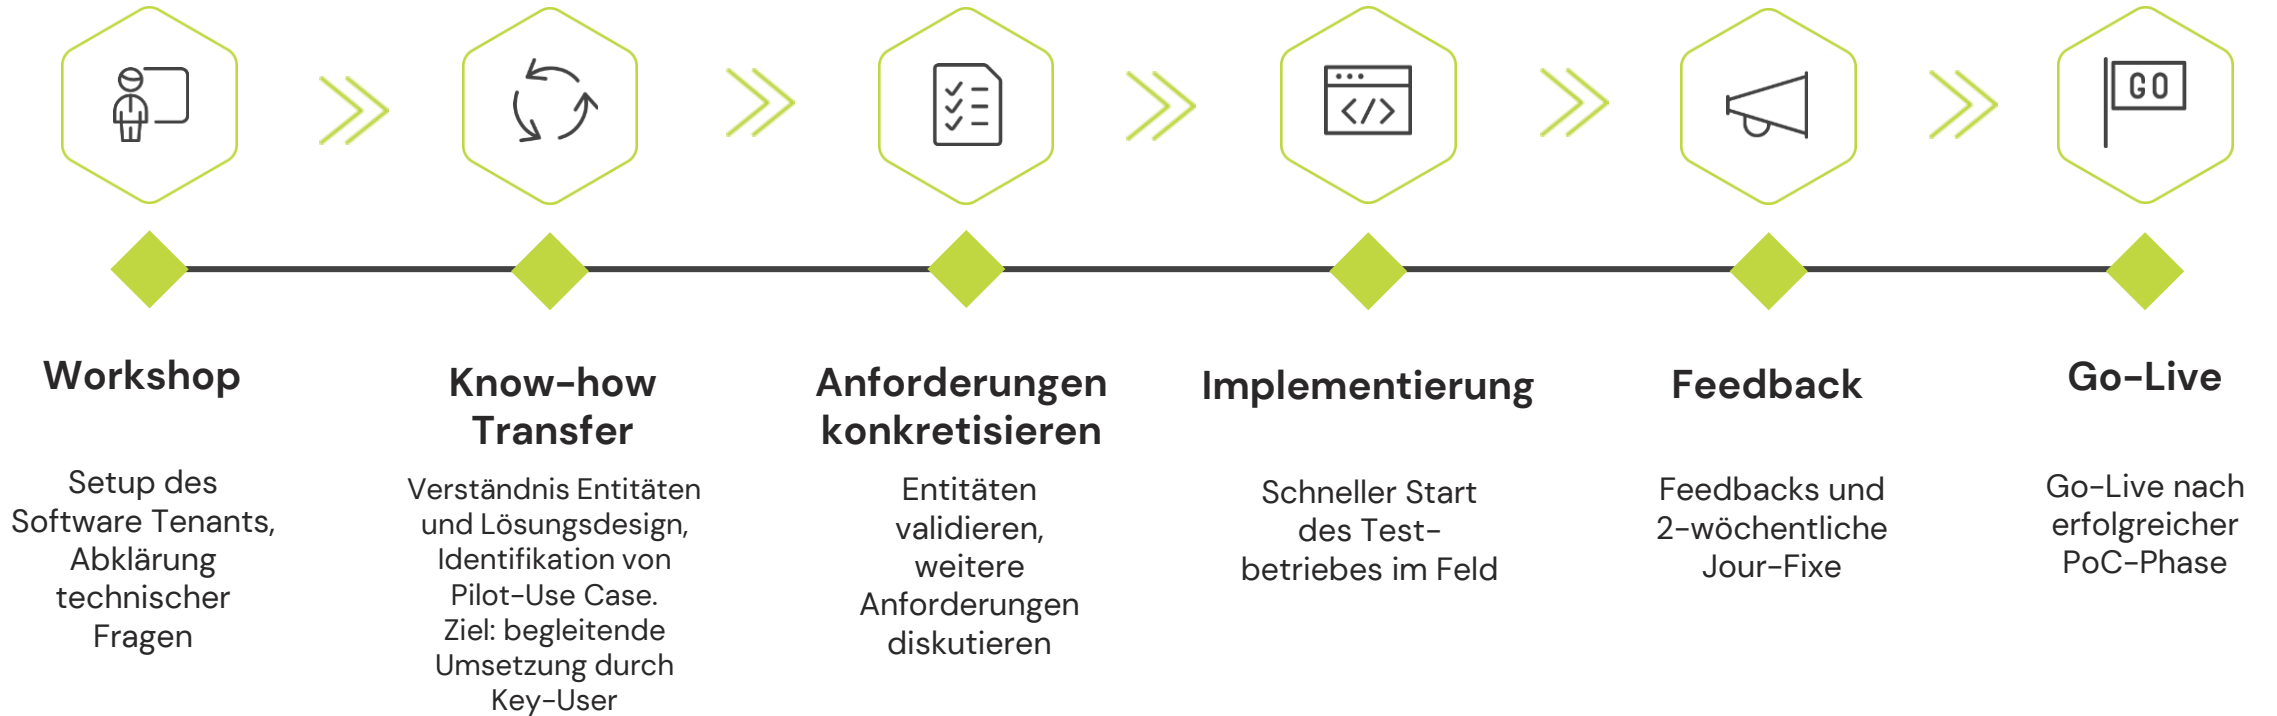 GO
</>
Workshop
Setup des
Software Tenants,
Abklärung
technischer
Fragen
Know-how
Transfer
Verständnis Entitäten
und Lösungsdesign,
Identifikation von
Pilot-Use Case.
Ziel: begleitende
Umsetzung durch
Key-User
Anforderungen
konkretisieren
Entitäten
validieren,
weitere
Anforderungen
diskutieren
Implementierung
Schneller Start
des Test-
betriebes im Feld
Feedback
Feedbacks und
2-wöchentliche
Jour-Fixe
Go-Live
Go-Live nach
erfolgreicher
PoC-Phase